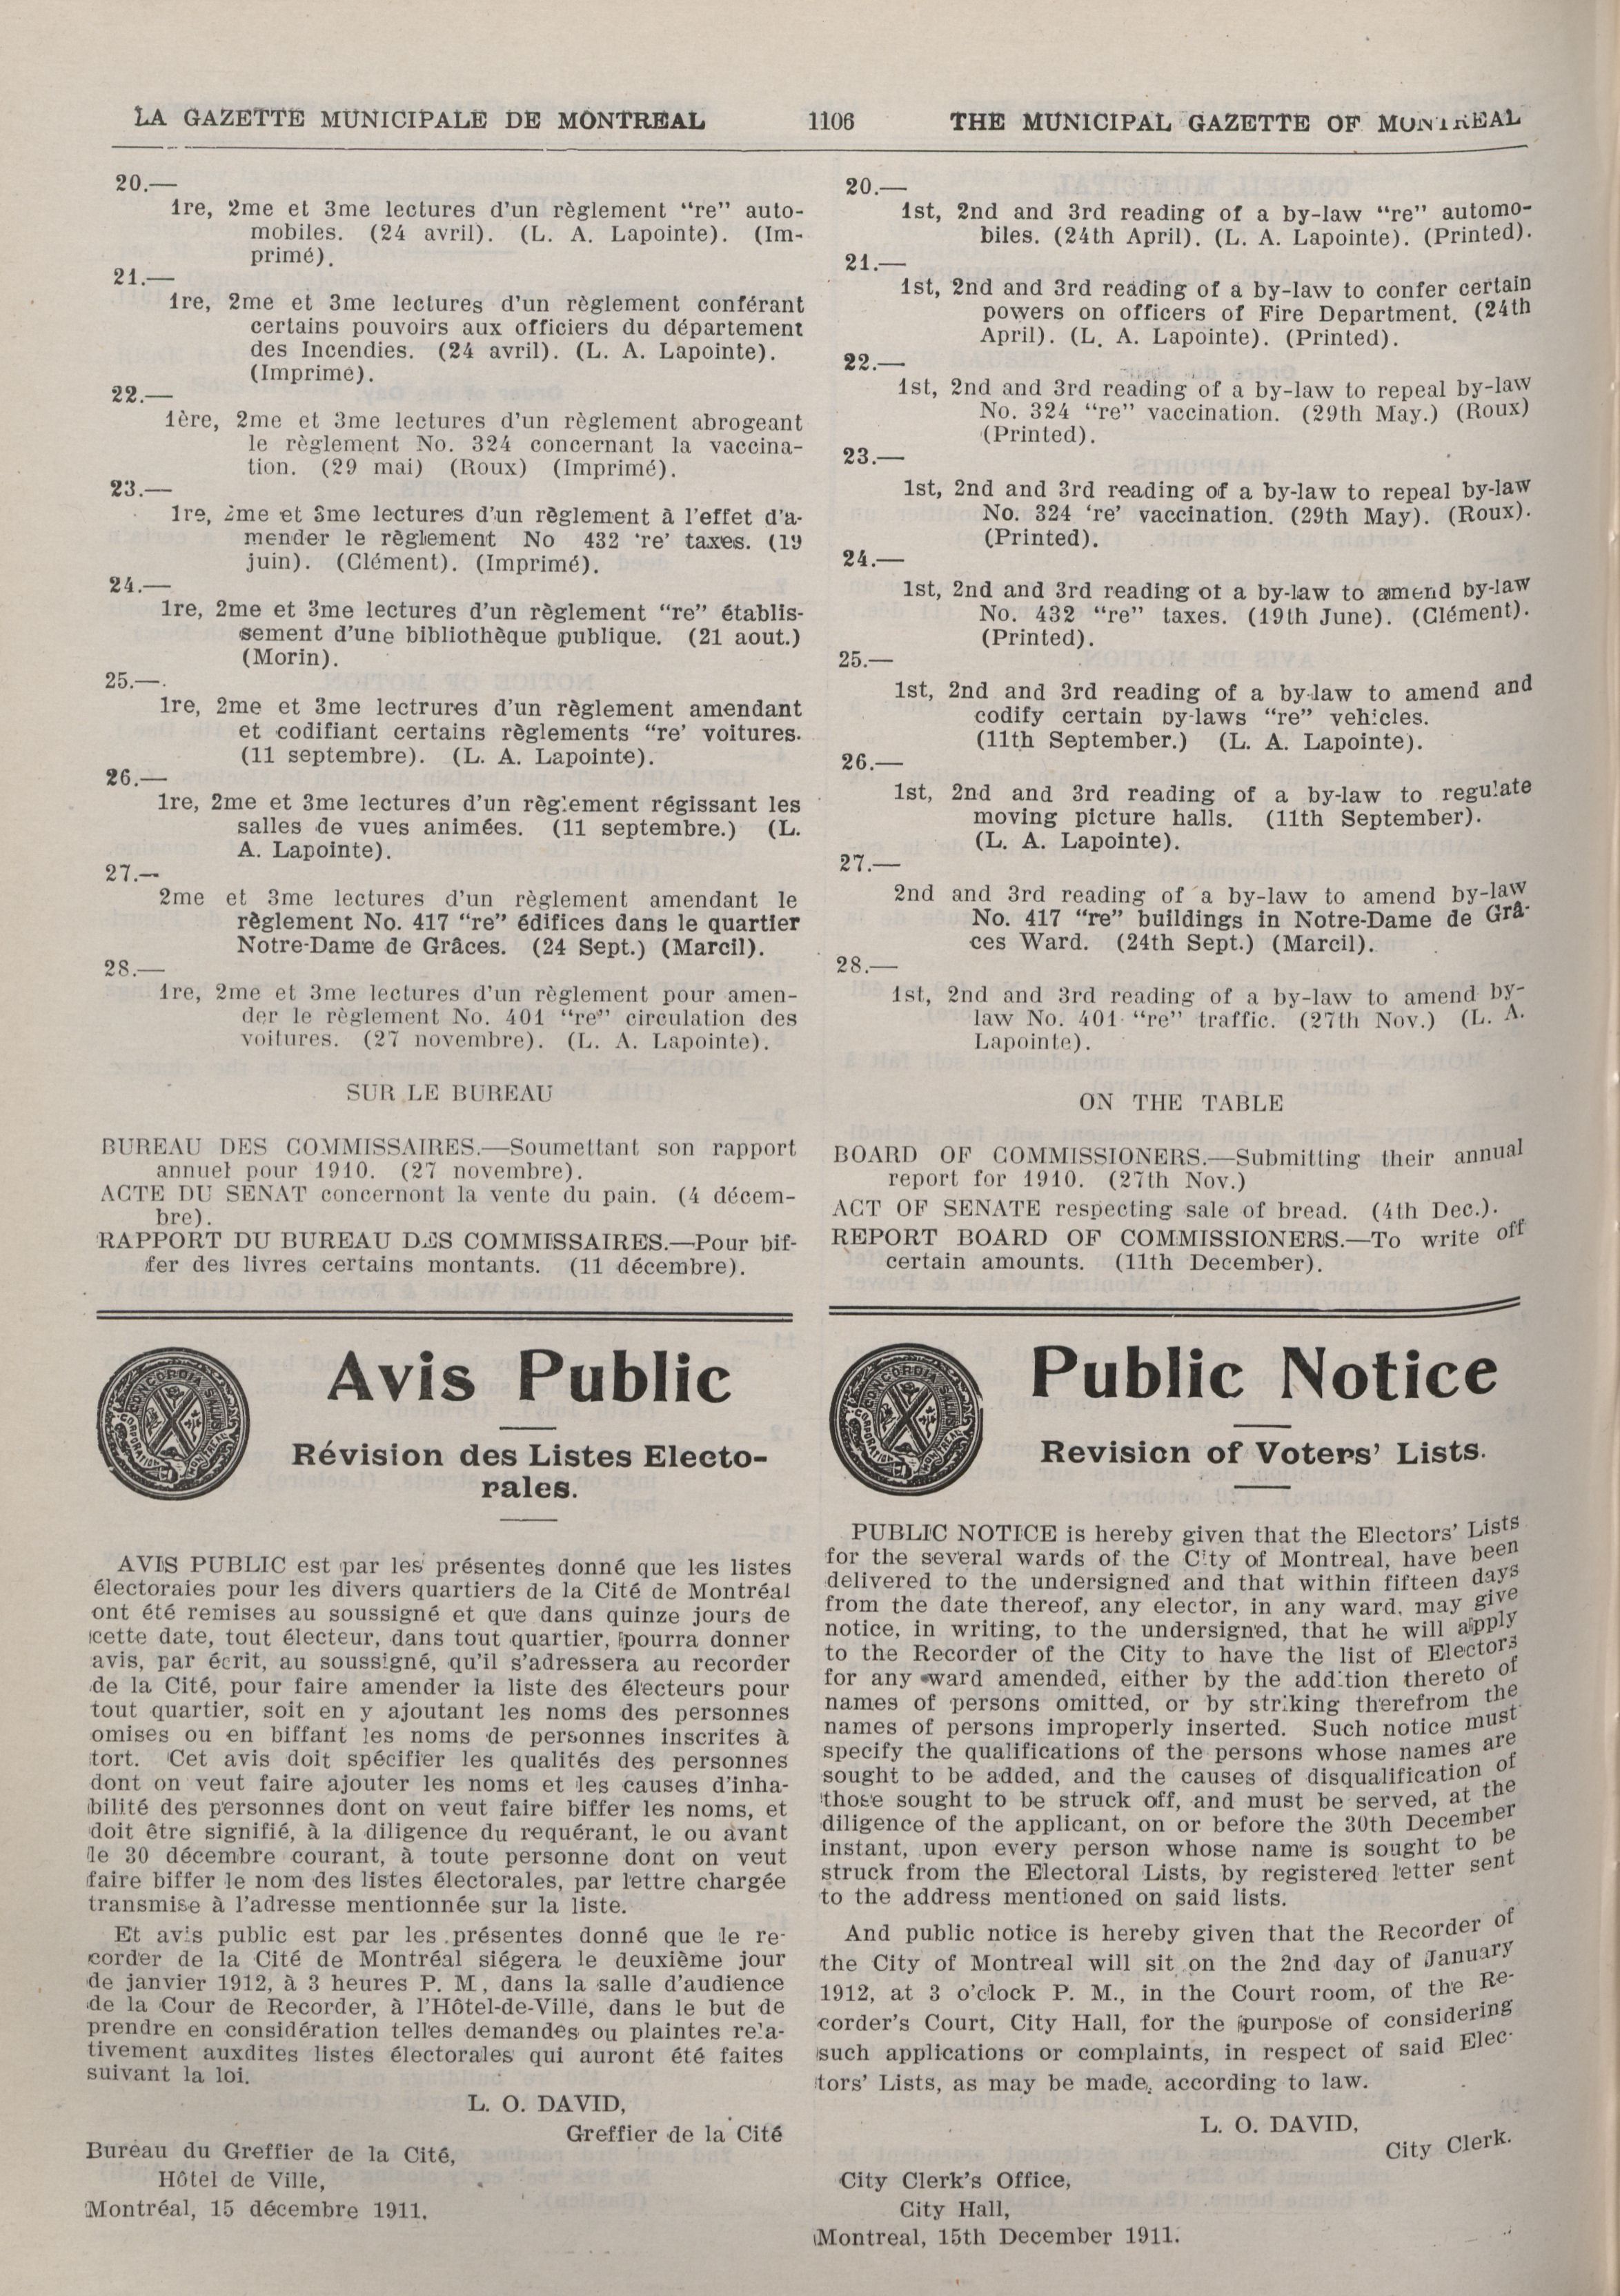 LA GAZETTE MUNICIPALE DE MONTREAL 1106 THE MUNICIPAL GAZETTE OF MONTREAL
20.—
1re, 2me et 3me lectures d'un règlement “re” auto-
mobiles. (24 avril). (L. A. Lapointe). (Im-
primé).
21.—
1re, 2me et 3me lectures d'un règlement conférant
certains pouvoirs aux officiers du département
des Incendies. (24 avril). (L. A. Lapointe).
(Imprimé).
22.—
1ère, 2me et 3me lectures d'un règlement abrogeant
le règlement No. 324 concernant la vaccina-
tion. (29 mai) (Roux) (Imprimé).
23.—
1re, 2me et 3me lectures d'un règlement à l'effet d'a-
mender le règlement No 432 're' taxes. (19
juin). (Clément). (Imprimé).
24.—
1re, 2me et 3me lectures d'un règlement “re” établis-
sement d'une bibliothèque publique. (21 aout.)
(Morin).
25.—
1re, 2me et 3me lectrures d'un règlement amendant
et codifiant certains règlements “re' voitures.
(11 septembre). (L. A. Lapointe).
26.—
1re, 2me et 3me lectures d'un règlement régissant les
salles de vues animées. (11 septembre.) (L.
A. Lapointe).
27.—
2me et 3me lectures d'un règlement amendant le
règlement No. 417 “re” édifices dans le quartier
Notre-Dame de Grâces. (24 Sept.) (Marcil).
28.—
1re, 2me et 3me lectures d'un règlement pour amen-
der le règlement No. 401 “re” circulation des
voitures. (27 novembre). (L. A. Lapointe).
SUR LE BUREAU
BUREAU DES COMMISSAIRES.—Soumettant son rapport
annuel pour 1910. (27 novembre).
ACTE DU SENAT concernont la vente du pain. (4 décem-
bre).
RAPPORT DU BUREAU DES COMMISSAIRES.—Pour bif-
fer des livres certains montants. (11 décembre).
Avis Public
Révision des Listes Electo-
rales.
AVIS PUBLIC est par les présentes donné que les listes
électoraies pour les divers quartiers de la Cité de Montréal
ont été remises au soussigné et que dans quinze jours de
cette date, tout électeur, dans tout quartier, pourra donner
avis, par écrit, au soussigné, qu'il s'adressera au recorder
de la Cité, pour faire amender la liste des électeurs pour
tout quartier, soit en y ajoutant les noms des personnes
omises ou en biffant les noms de personnes inscrites à
tort. Cet avis doit spécifier les qualités des personnes
dont on veut faire ajouter les noms et les causes d'inha-
bilité des personnes dont on veut faire biffer les noms, et
doit être signifié, à la diligence du requérant, le ou avant
le 30 décembre courant, à toute personne dont on veut
faire biffer le nom des listes électorales, par lettre chargée
transmise à l'adresse mentionnée sur la liste.
Et avis public est par les présentes donné que le re-
corder de la Cité de Montréal siégera le deuxième jour
de janvier 1912, à 3 heures P. M, dans la salle d'audience
de la Cour de Recorder, à l'Hôtel-de-Ville, dans le but de
prendre en considération telles demandes ou plaintes rela-
tivement auxdites listes électorales qui auront été faites
suivant la loi.
L. O. DAVID,
Greffier de la Cité
Bureau du Greffier de la Cité,
Hôtel de Ville,
Montréal, 15 décembre 1911.
20.—
1st, 2nd and 3rd reading of a by-law “re” automo-
biles. (24th April). (L. A. Lapointe). (Printed).
21.—
1st, 2nd and 3rd reading of a by-law to confer certain
powers on officers of Fire Department. (24th
April). (L. A. Lapointe). (Printed).
22.—
1st, 2nd and 3rd reading of a by-law to repeal by-law
No. 324 “re” vaccination. (29th May.) (Roux)
(Printed).
23.—
1st, 2nd and 3rd reading of a by-law to repeal by-law
No. 324 're' vaccination. (29th May). (Roux).
(Printed).
24.—
1st, 2nd and 3rd reading of a by-law to amend by-law
No. 432 “re” taxes. (19th June). (Clément).
(Printed).
25.—
1st, 2nd and 3rd reading of a by-law to amend and
codify certain by-laws “re” vehicles.
(11th September.) (L. A. Lapointe).
26.—
1st, 2nd and 3rd reading of a by-law to regulate
moving picture halls. (11th September).
(L. A. Lapointe).
27.—
2nd and 3rd reading of a by-law to amend by-law
No. 417 “re” buildings in Notre-Dame de Grâ-
ces Ward. (24th Sept.) (Marcil).
28.—
1st, 2nd and 3rd reading of a by-law to amend by-
law No. 401 “re” traffic. (27th Nov.) (L. A.
Lapointe).
ON THE TABLE
BOARD OF COMMISSIONERS.—Submitting their annual
report for 1910. (27th Nov.)
ACT OF SENATE respecting sale of bread. (4th Dec.).
REPORT BOARD OF COMMISSIONERS.—To write off
certain amounts. (11th December).
Public Notice
Revision of Voters' Lists.
PUBLIC NOTICE is hereby given that the Electors' Lists
for the several wards of the City of Montreal, have been
delivered to the undersigned and that within fifteen days
from the date thereof, any elector, in any ward, may give
notice, in writing, to the undersigned, that he will apply
to the Recorder of the City to have the list of Electors
for any ward amended, either by the addition thereto of
names of persons omitted, or by striking therefrom the
names of persons improperly inserted. Such notice must
specify the qualifications of the persons whose names are
sought to be added, and the causes of disqualification of
those sought to be struck off, and must be served, at the
diligence of the applicant, on or before the 30th December
instant, upon every person whose name is sought to be
struck from the Electoral Lists, by registered letter sent
to the address mentioned on said lists.
And public notice is hereby given that the Recorder of
the City of Montreal will sit on the 2nd day of January
1912, at 3 o'clock P. M., in the Court room, of the Re-
corder's Court, City Hall, for the purpose of considering
such applications or complaints, in respect of said Elec-
tors' Lists, as may be made, according to law.
L. O. DAVID,
City Clerk.
City Clerk's Office,
City Hall,
Montreal, 15th December 1911.